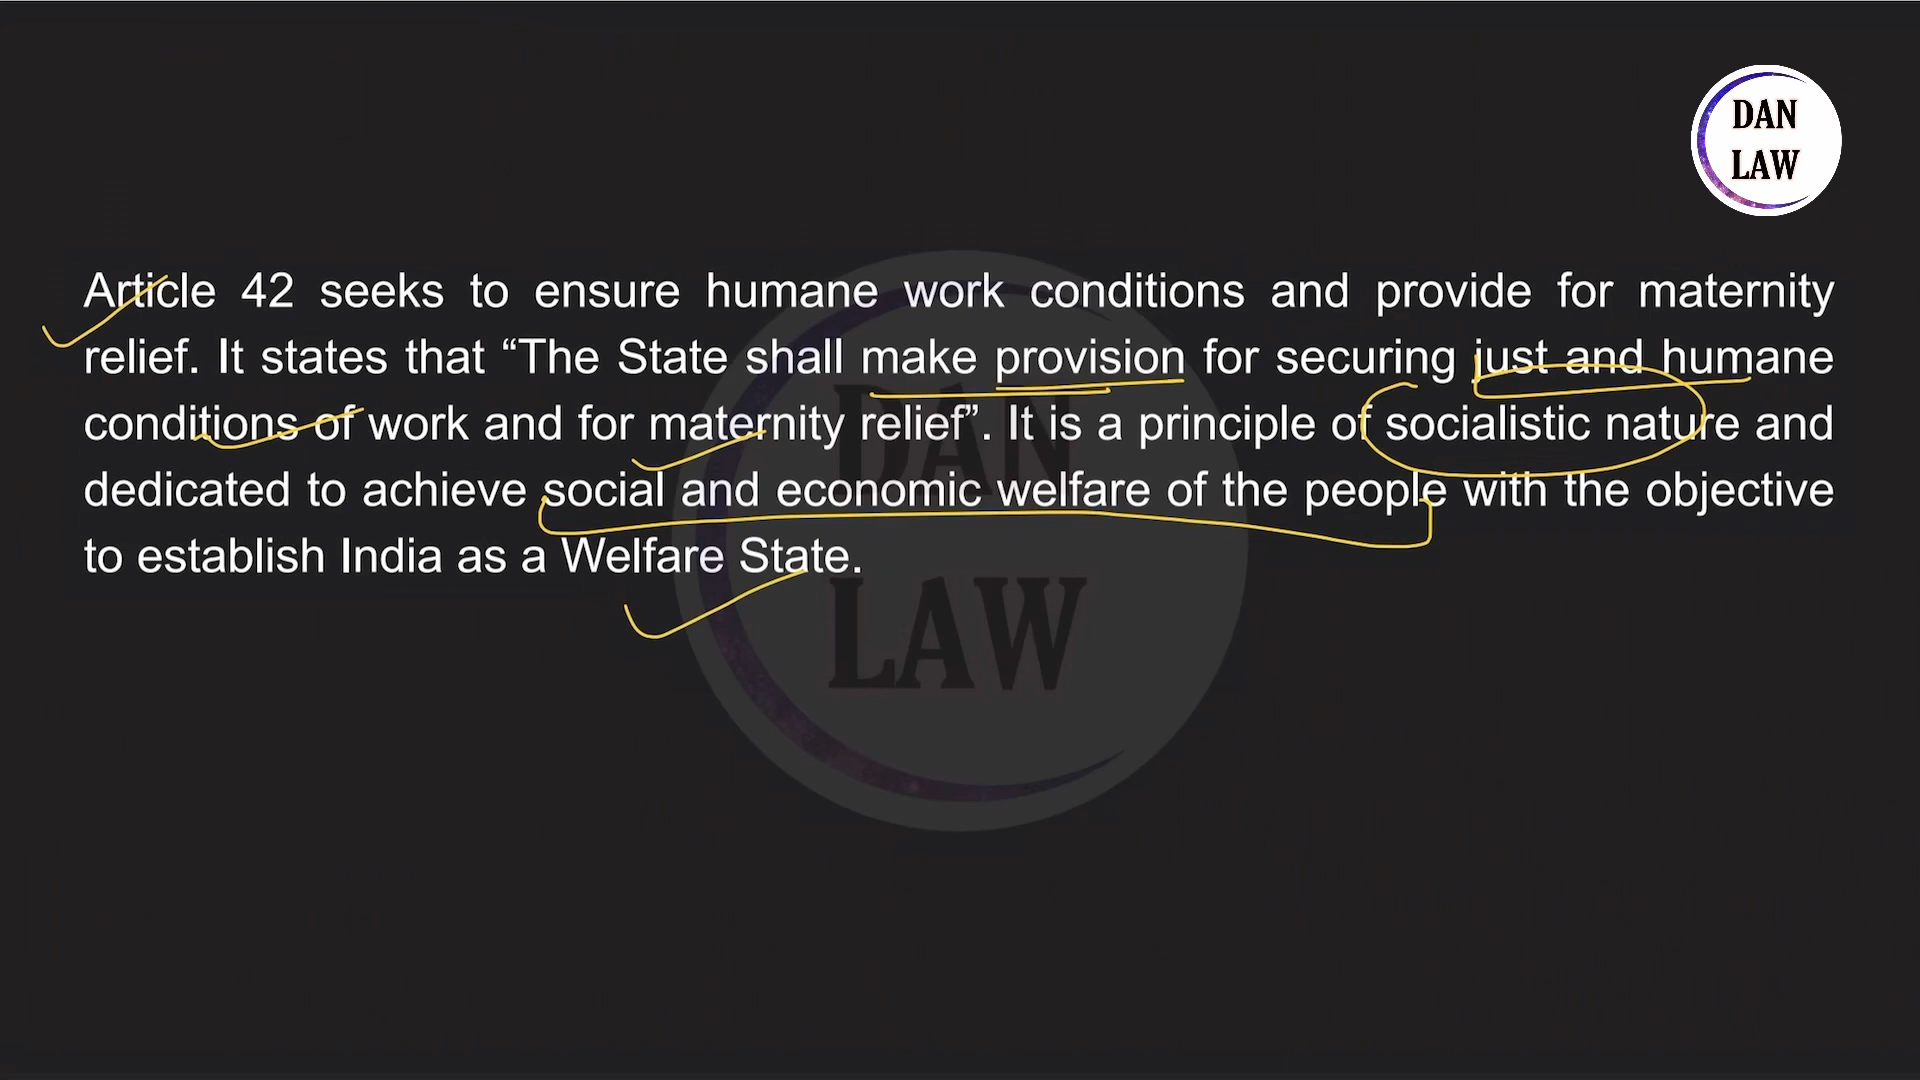 DAN
LAW
Article 42 seeks to ensure humane work conditions and provide for maternity
relief. It states that “The State shall make provision for securing just and humane
conditions of work and for maternity relief”. It is a principle of socialistic nature and
dedicated to achieve social and economic welfare of the people with the objective
to establish India as a Welfare State.
DAN
LAW